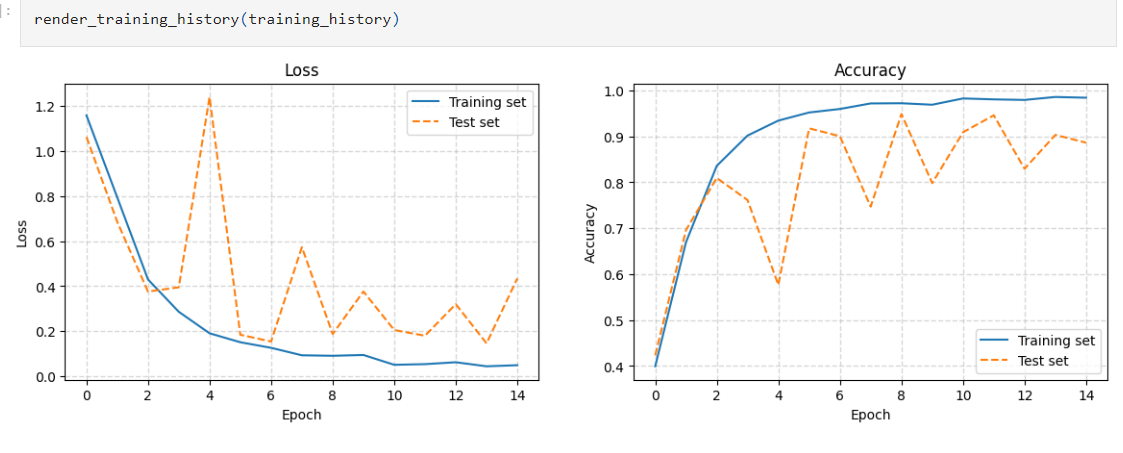 ]:
render_training_history(training_history)
Loss
Training set
Test set
1.2
1.0
0.8
0.6
0.4
0.2
0.0
Loss
0 2 4 6 8 10 12 14
Epoch
Accuracy
1.0
0.9
0.8
0.7
0.6
0.5
0.4
Accuracy
Training set
Test set
0 2 4 6 8 10 12 14
Epoch